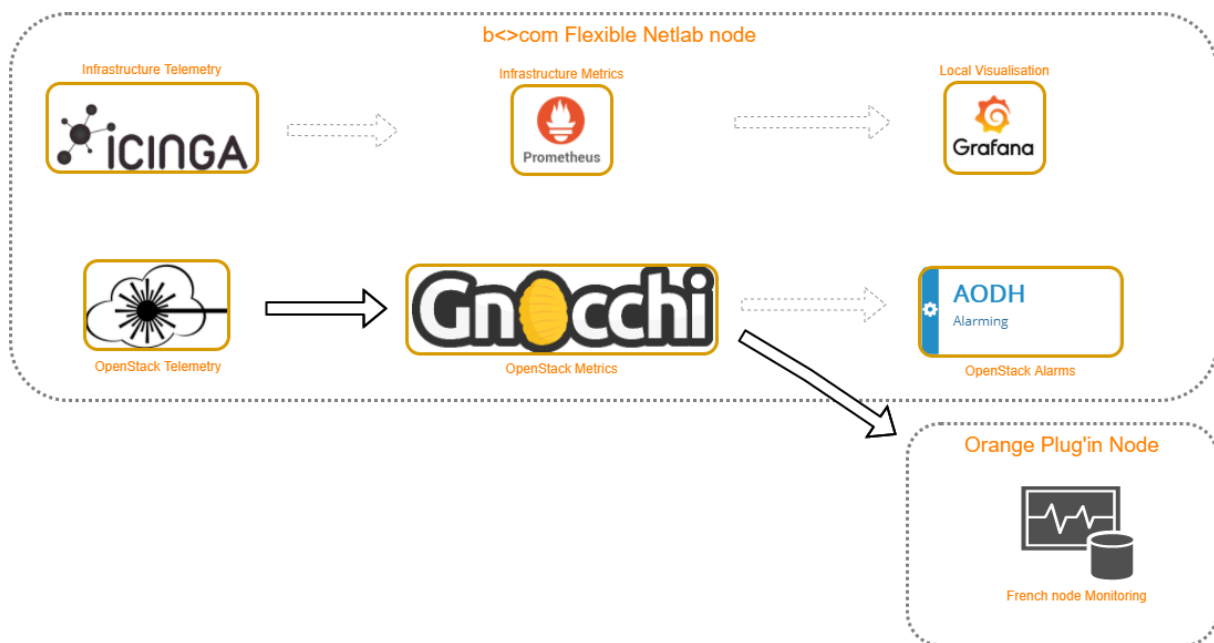 b<>com Flexible Netlab node
Infrastructure Telemetry
Infrastructure Metrics
Local Visualisation
iCINGA
Prometheus
Grafana
Gnocchi
AODH
Alarming
OpenStack Telemetry
OpenStack Metrics
OpenStack Alarms
Orange Plug'in Node
French node Monitoring